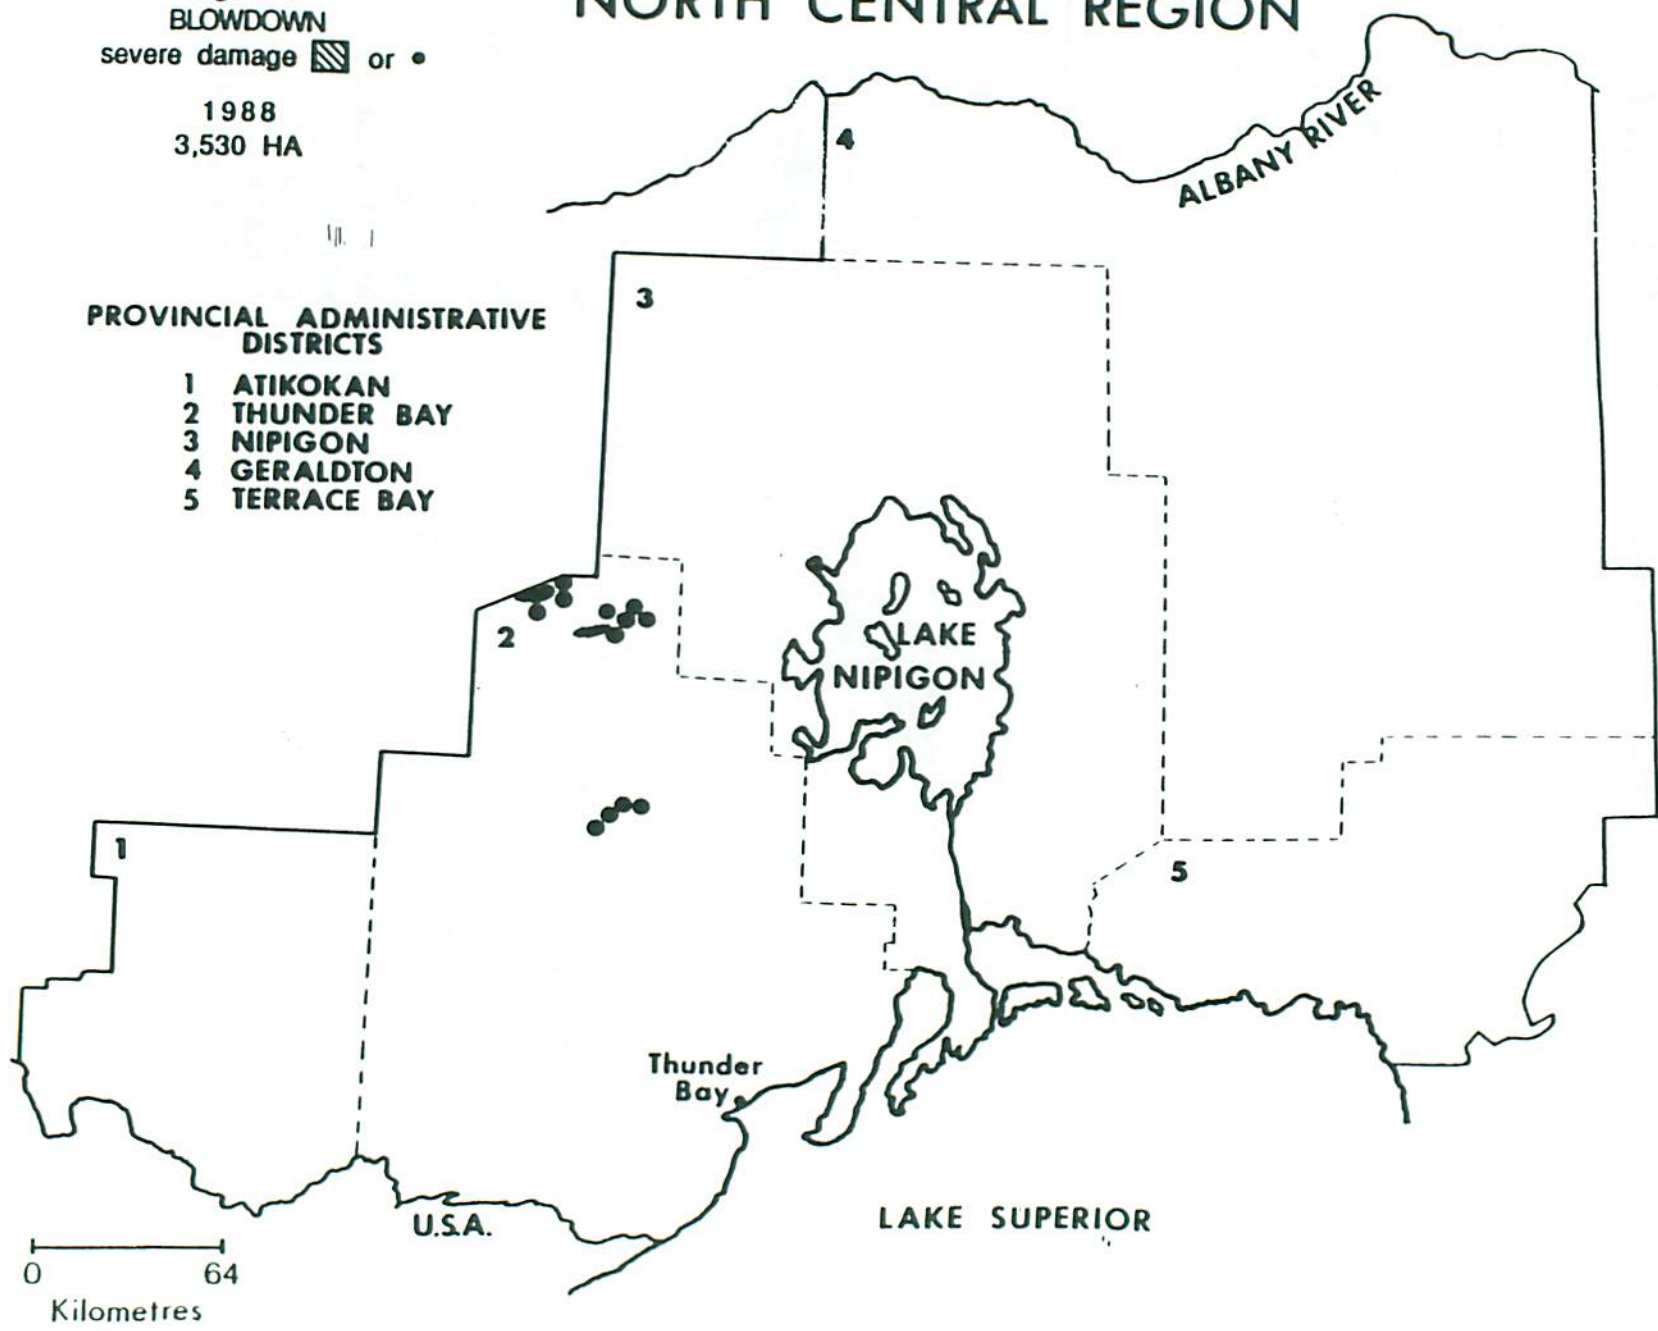 NORTH CENTRAL REGION
BLOWDOWN
severe damage or
1988
3,530 HA
4
ALBANY RIVER
3
PROVINCIAL ADMINISTRATIVE
DISTRICTS
1 ATIKOKAN
2 THUNDER BAY
3 NIPIGON
4 GERALDTON
5 TERRACE BAY
2
LAKE
NIPIGON
1
5
Thunder
Bay
LAKE SUPERIOR
U.S.A.
0 64
Kilometres